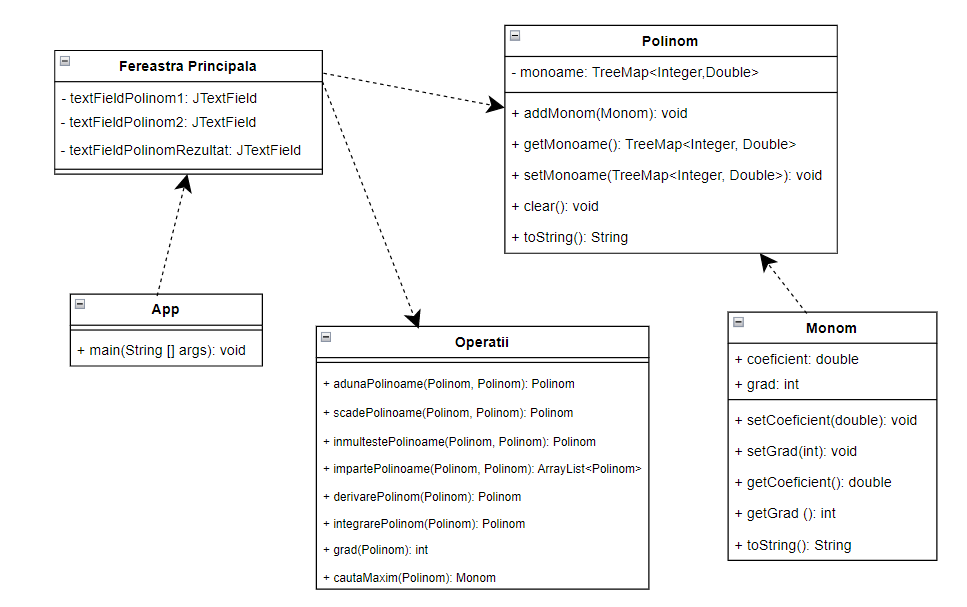 Fereastra Principala
- textFieldPolinom1: JTextField
- textFieldPolinom2: JTextField
- textFieldPolinomRezultat: JTextField
Polinom
- monoame: TreeMap<Integer,Double>
+ addMonom(Monom): void
+ getMonoame(): TreeMap<Integer, Double>
+ setMonoame(TreeMap<Integer, Double>): void
+ clear(): void
+ toString(): String
App
+ main(String [] args): void
Operatii
+ adunaPolinoame(Polinom, Polinom): Polinom
+ scadePolinoame(Polinom, Polinom): Polinom
+ inmultestePolinoame(Polinom, Polinom): Polinom
+ impartePolinoame(Polinom, Polinom): ArrayList<Polinom>
+ derivarePolinom(Polinom): Polinom
+ integrarePolinom(Polinom): Polinom
+ grad(Polinom): int
+ cautaMaxim(Polinom): Monom
Monom
+ coeficient: double
+ grad: int
+ setCoeficient(double): void
+ setGrad(int): void
+ getCoeficient(): double
+ getGrad (): int
+ toString(): String